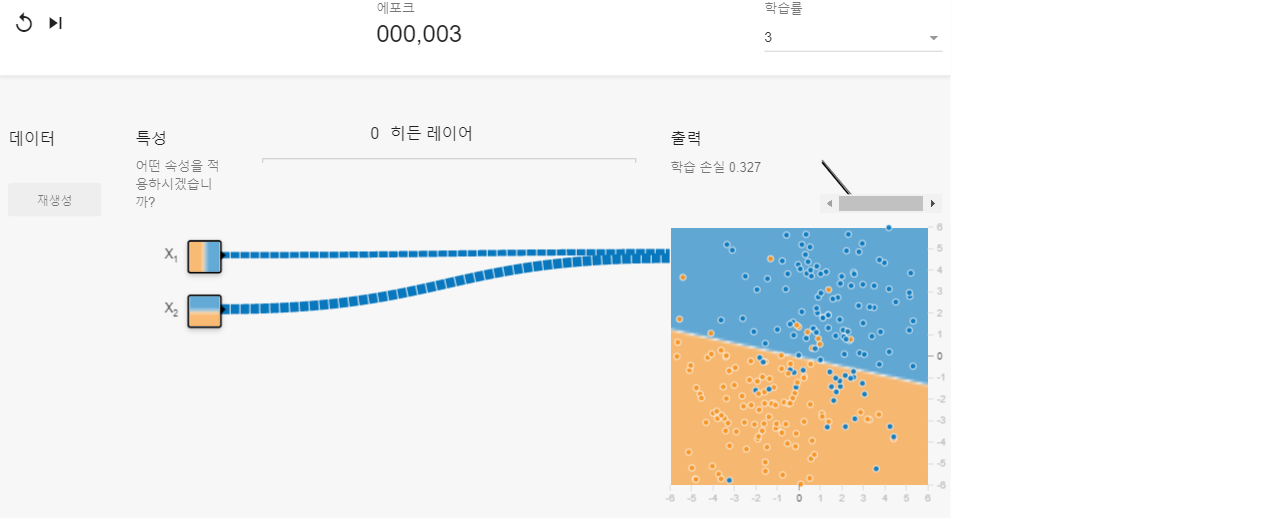 에포크
000,003
학습률
3
데이터
재생성
특성
어떤 속성을 적
용하시겠습니
까?
X1
X2
0 히든 레이어
출력
학습 손실 0.327
6
5
4
3
2
1
0
-1
-2
-3
-4
-5
-6
-6 -5 -4 -3 -2 -1 0 1 2 3 4 5 6